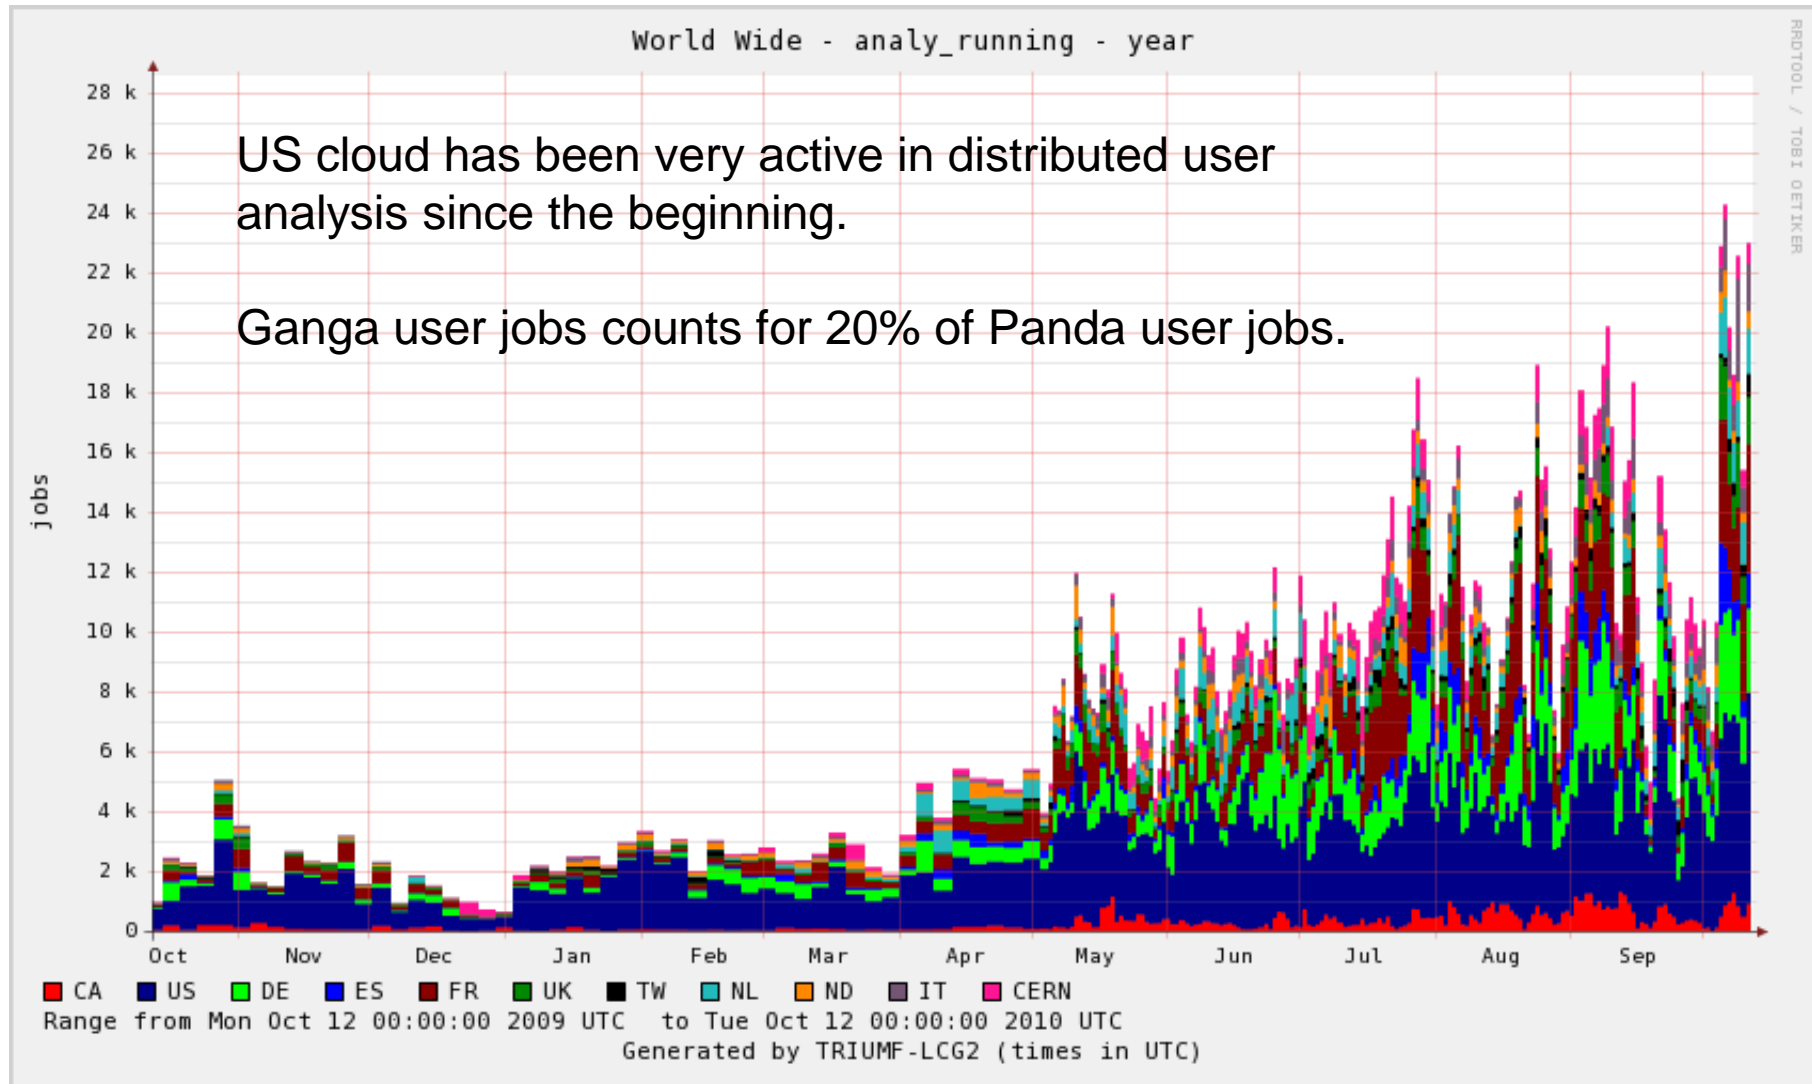 World Wide - analy_running - year
RRDTOOL / TOBI OETIKER
28 k
26 k
24 k
22 k
20 k
18 k
16 k
14 k
12 k
10 k
8 k
6 k
4 k
2 k
0
jobs
US cloud has been very active in distributed user
analysis since the beginning.
Ganga user jobs counts for 20% of Panda user jobs.
Oct Nov Dec Jan Feb Mar Apr May Jun Jul Aug Sep
CA US DE ES FR UK TW NL ND IT CERN
Range from Mon Oct 12 00:00:00 2009 UTC to Tue Oct 12 00:00:00 2010 UTC
Generated by TRIUMF-LCG2 (times in UTC)